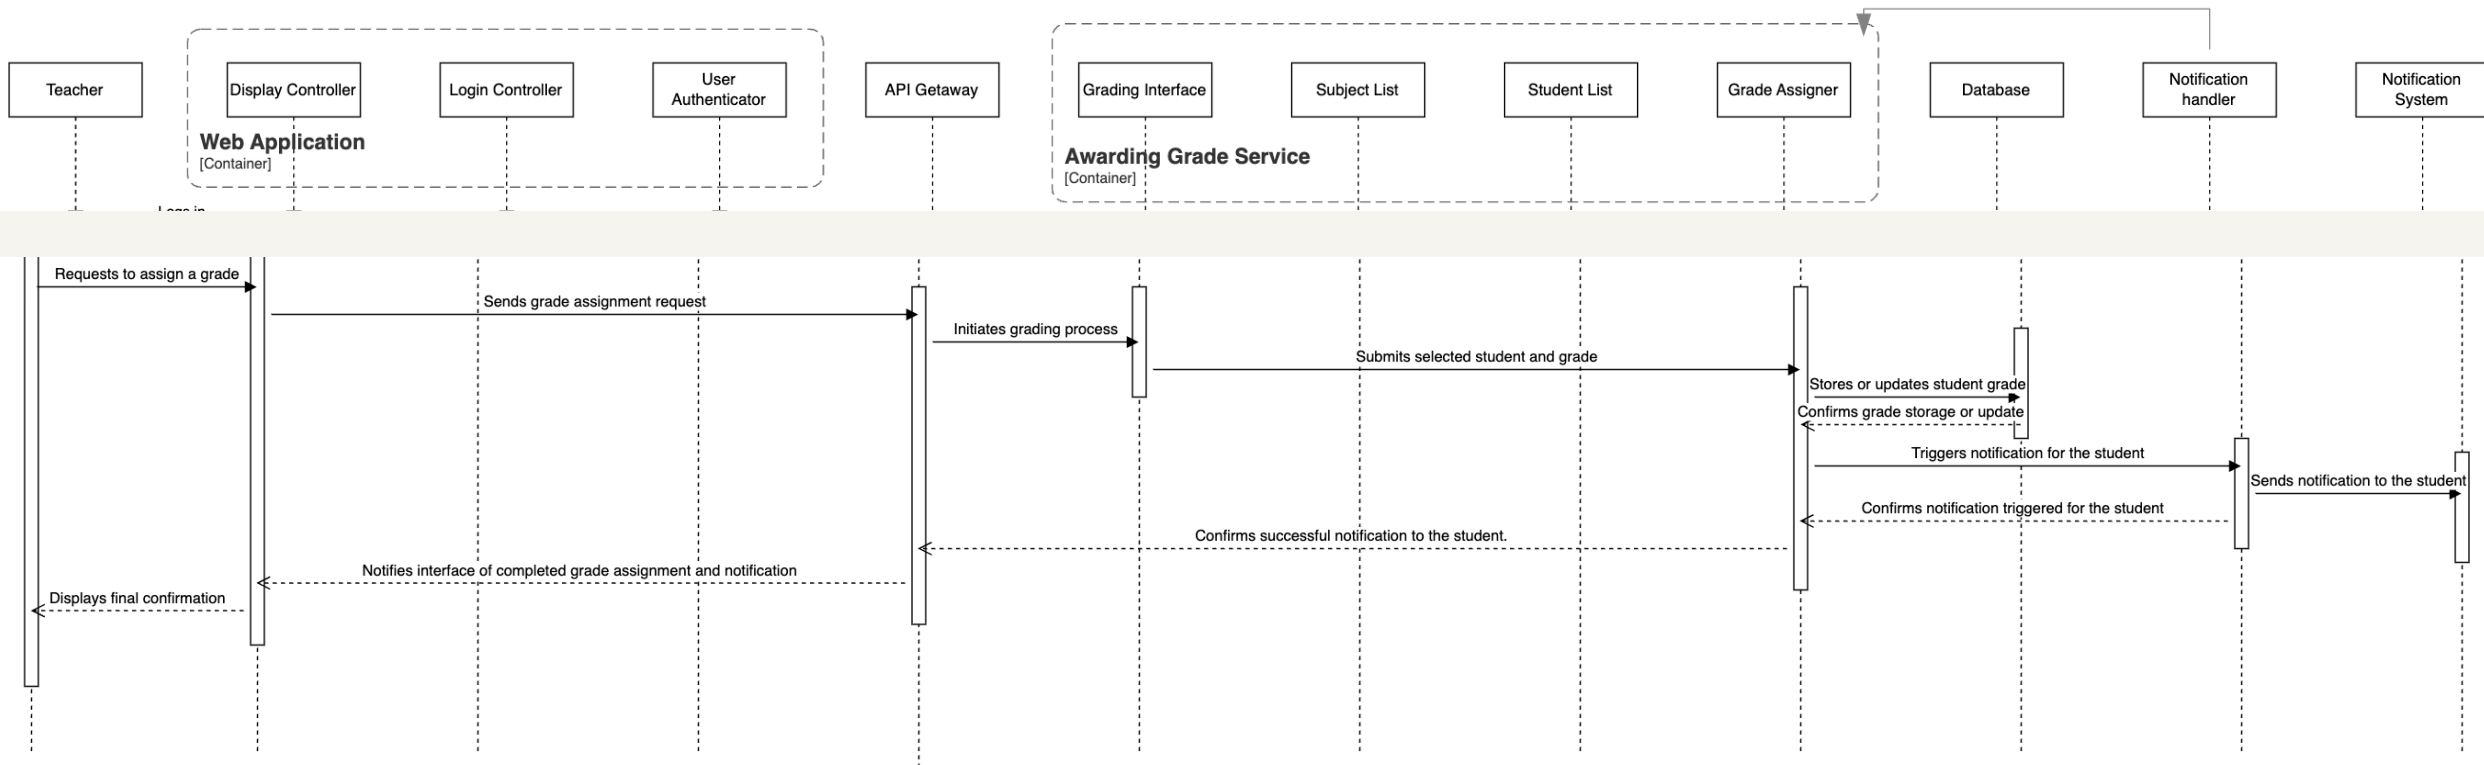 Teacher
Display Controller
Login Controller
User
Authenticator
API Getaway
Grading Interface
Subject List
Student List
Grade Assigner
Database
Notification
handler
Notification
System
Web Application
[Container]
Awarding Grade Service
[Container]
Logs in
Requests to assign a grade
Sends grade assignment request
Initiates grading process
Submits selected student and grade
Stores or updates student grade
Confirms grade storage or update
Triggers notification for the student
Sends notification to the student
Confirms notification triggered for the student
Confirms successful notification to the student.
Notifies interface of completed grade assignment and notification
Displays final confirmation